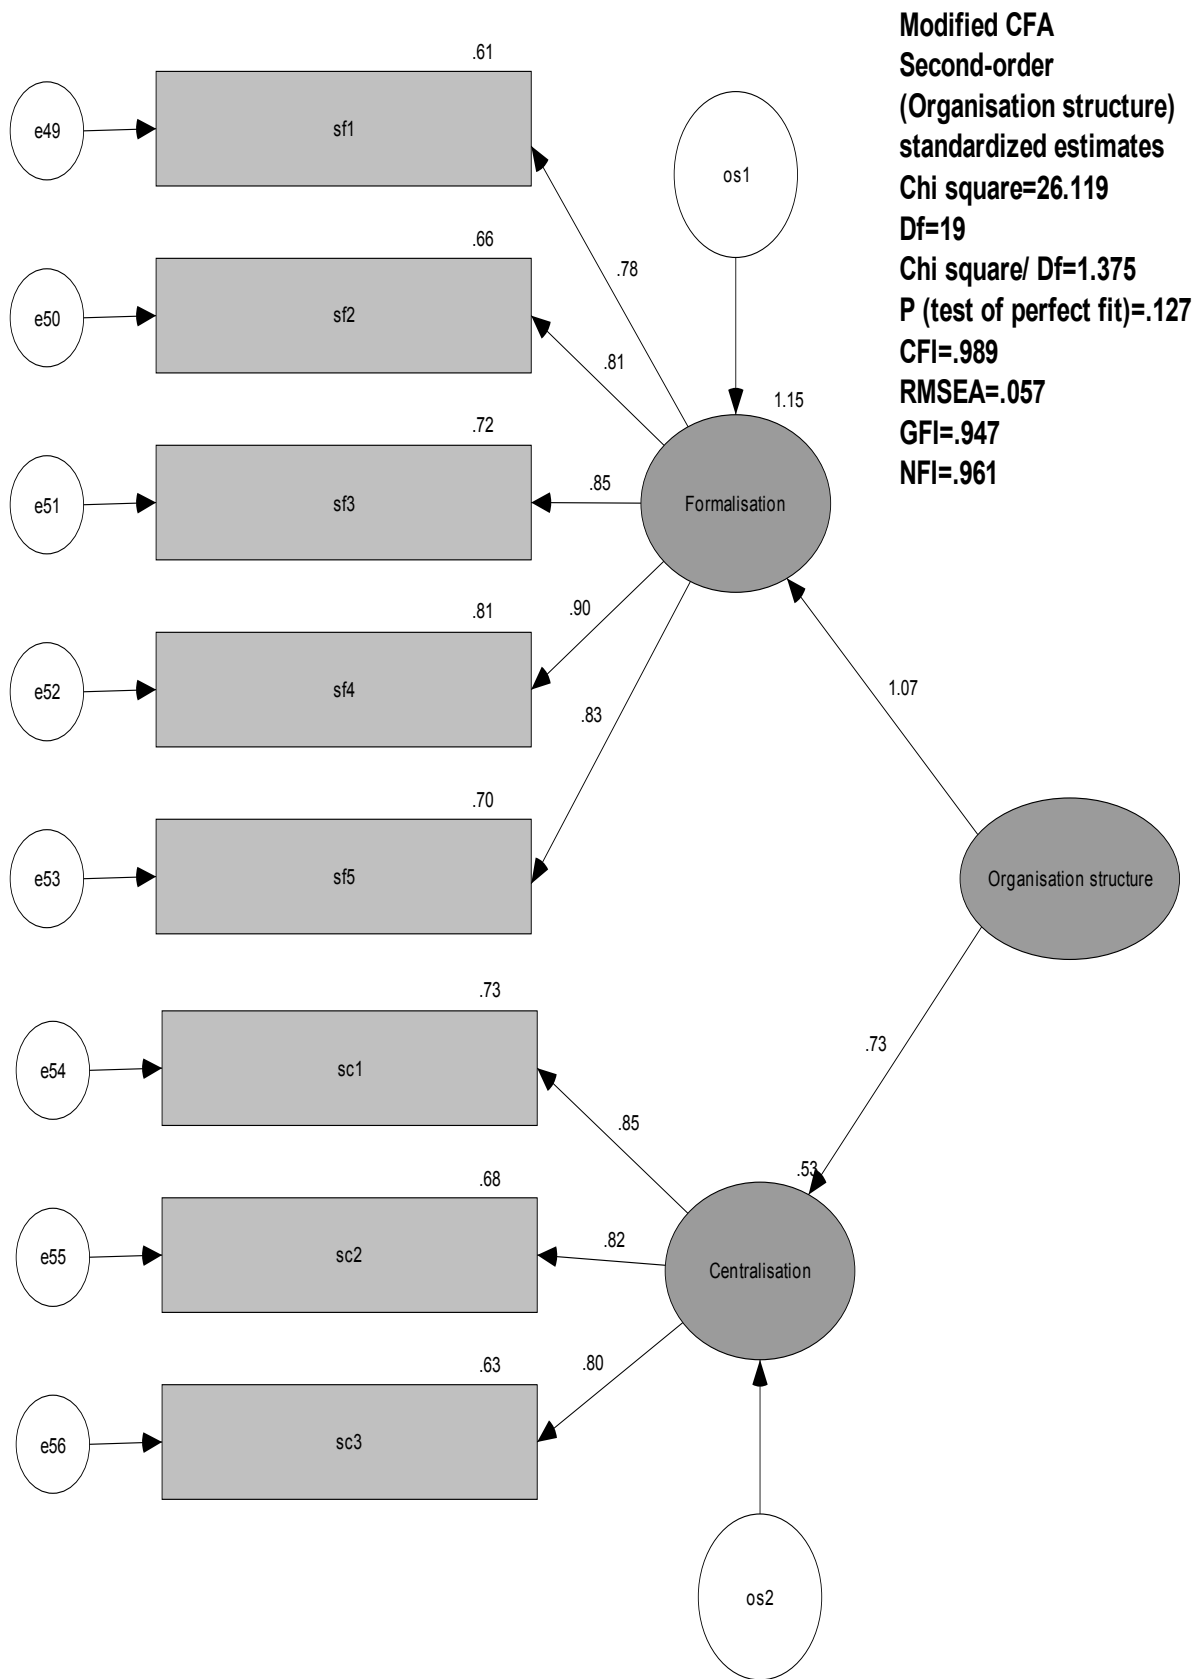 Modified CFA
Second-order
(Organisation structure)
standardized estimates
Chi square=26.119
Df=19
Chi square/ Df=1.375
P (test of perfect fit)=.127
CFI=.989
RMSEA=.057
GFI=.947
NFI=.961
.61
e49
sf1
os1
.66
.78
e50
sf2
.81
1.15
.72
.85
e51
sf3
Formalisation
.81
.90
e52
sf4
1.07
.83
.70
e53
sf5
Organisation structure
.73
.73
e54
sc1
.85
.53
.68
.82
e55
sc2
Centralisation
.63
.80
e56
sc3
os2